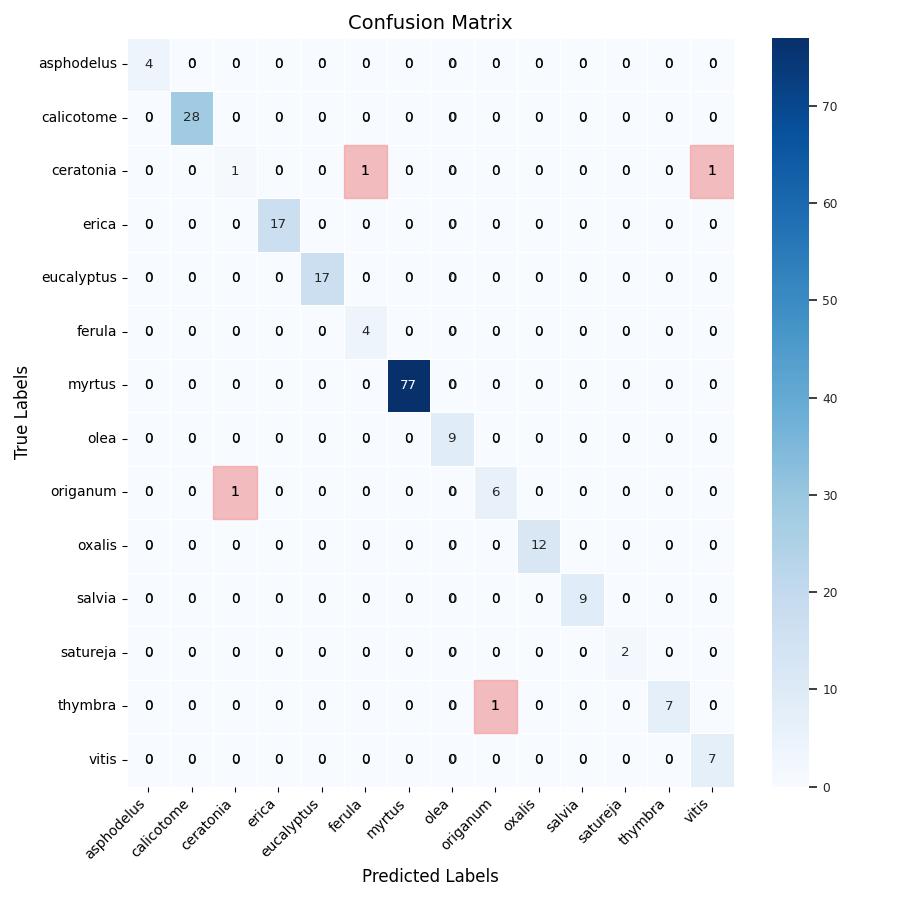 Confusion Matrix
asphodelus 4 0 0 0 0 0 0 0 0 0 0 0 0 0
calicotome 0 28 0 0 0 0 0 0 0 0 0 0 0 0
ceratonia 0 0 1 0 0 1 0 0 0 0 0 0 0 1
erica 0 0 0 17 0 0 0 0 0 0 0 0 0 0
eucalyptus 0 0 0 0 17 0 0 0 0 0 0 0 0 0
ferula 0 0 0 0 0 4 0 0 0 0 0 0 0 0
myrtus 0 0 0 0 0 0 77 0 0 0 0 0 0 0
olea 0 0 0 0 0 0 0 9 0 0 0 0 0 0
origanum 0 0 1 0 0 0 0 0 6 0 0 0 0 0
oxalis 0 0 0 0 0 0 0 0 0 12 0 0 0 0
salvia 0 0 0 0 0 0 0 0 0 0 9 0 0 0
satureja 0 0 0 0 0 0 0 0 0 0 0 2 0 0
thymbra 0 0 0 0 0 0 0 0 1 0 0 0 7 0
vitis 0 0 0 0 0 0 0 0 0 0 0 0 0 7
asphodelus calicotome ceratonia erica eucalyptus ferula myrtus olea origanum oxalis salvia satureja thymbra vitis
Predicted Labels
True Labels
70
60
50
40
30
20
10
0